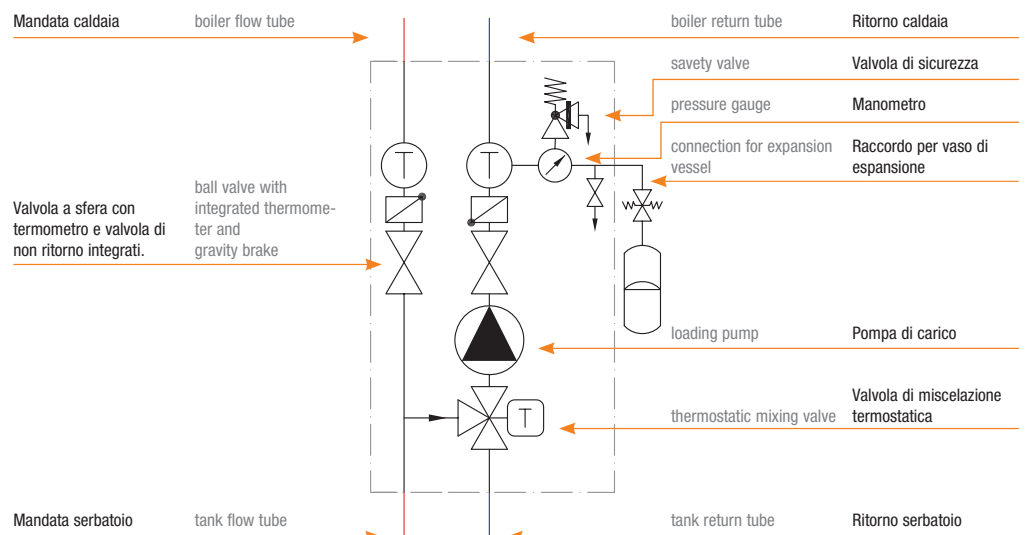 Mandata caldaia
boiler flow tube
boiler return tube
Ritorno caldaia
savety valve
Valvola di sicurezza
pressure gauge
Manometro
connection for expansion
vessel
Raccordo per vaso di
espansione
T
T
Valvola a sfera con
termometro e valvola di
non ritorno integrati.
ball valve with
integrated thermome-
ter and
gravity brake
loading pump
Pompa di carico
T
thermostatic mixing valve
Valvola di miscelazione
termostatica
Mandata serbatoio
tank flow tube
tank return tube
Ritorno serbatoio